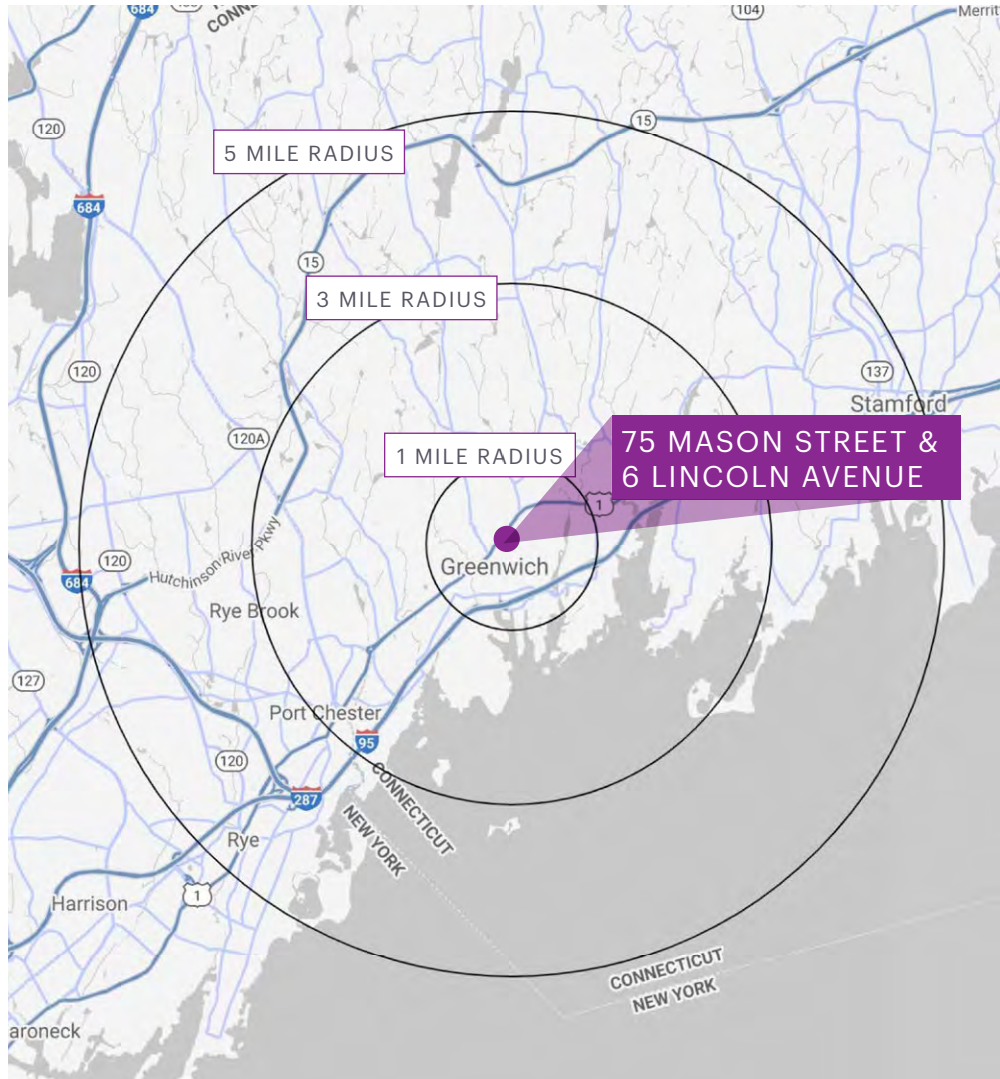 684
CONNECTICUT
104
Merrit
15
120
5 MILE RADIUS
684
15
3 MILE RADIUS
120
137
Stamford
120A
1 MILE RADIUS
75 MASON STREET &
6 LINCOLN AVENUE
1
Greenwich
120
684
Hutchinson River Pkwy
Rye Brook
127
Port Chester
95
120
CONNECTICUT
NEW YORK
287
Rye
1
Harrison
CONNECTICUT
NEW YORK
aroneck